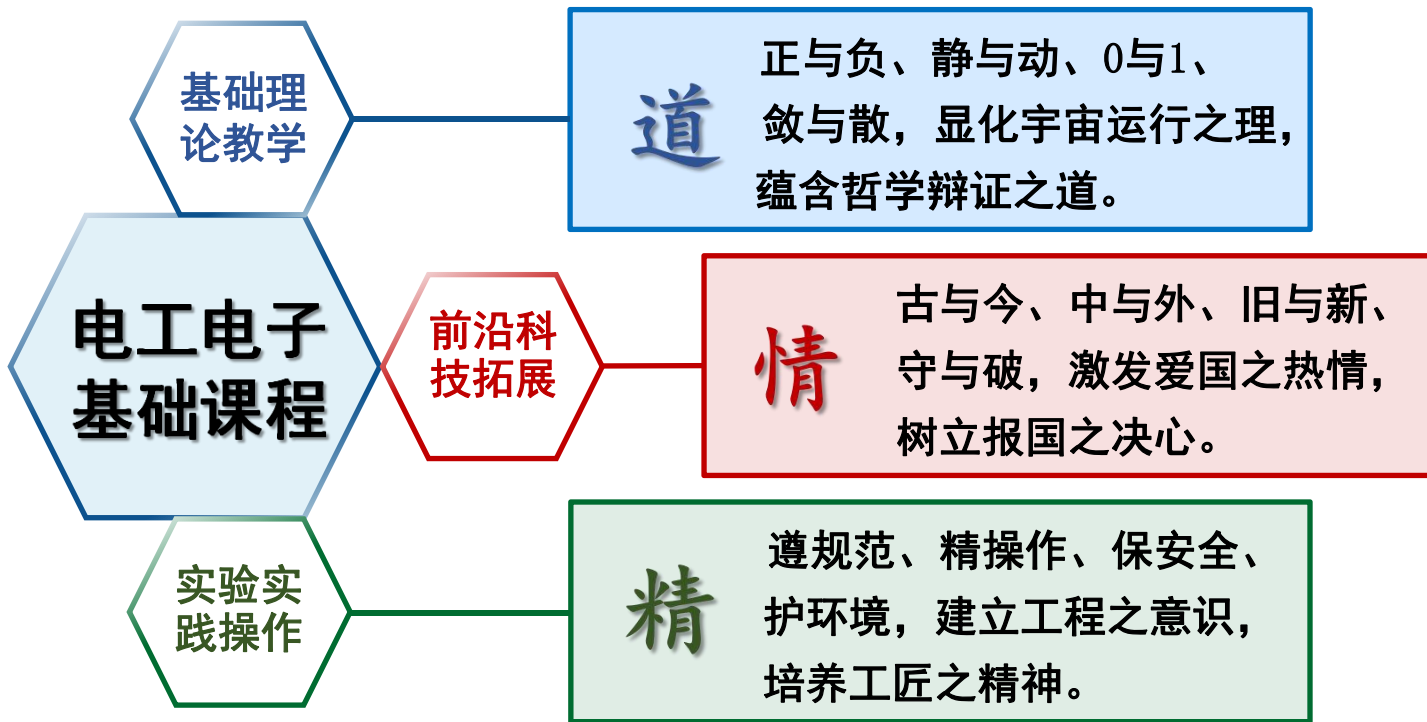 电工电子
基础课程
基础理
论教学
道
正与负、静与动、0与1、
敛与散，显化宇宙运行之理，
蕴含哲学辩证之道。
前沿科
技拓展
情
古与今、中与外、旧与新、
守与破，激发爱国之热情，
树立报国之决心。
实验实
践操作
精
遵规范、精操作、保安全、
护环境，建立工程之意识，
培养工匠之精神。